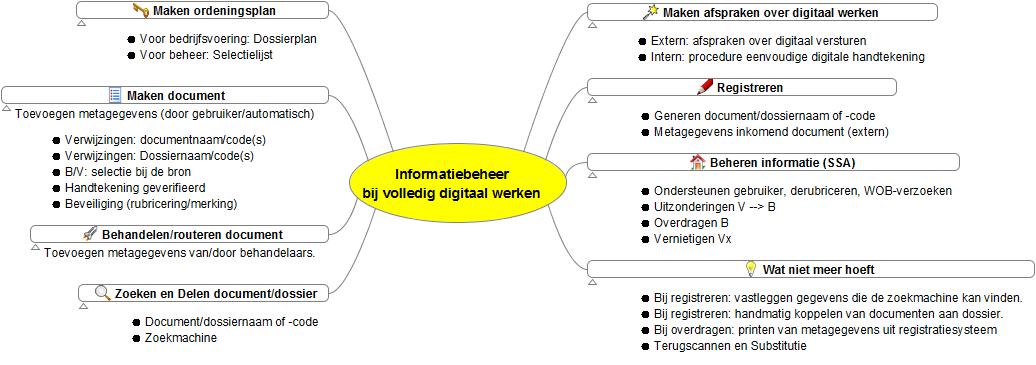 Informatiebeheer
bij volledig digitaal werken
Maken ordeningsplan
Voor bedrijfsvoering: Dossierplan
Voor beheer: Selectielijst
Maken document
Toevoegen metagegevens (door gebruiker/automatisch)
Verwijzingen: documentnaam/code(s)
Verwijzingen: Dossiernaam/code(s)
B/V: selectie bij de bron
Handtekening geverifieerd
Beveiliging (rubricering/merking)
Behandelen/routeren document
Toevoegen metagegevens van/door behandelaars.
Zoeken en Delen document/dossier
Document/dossiernaam of -code
Zoekmachine
Maken afspraken over digitaal werken
Extern: afspraken over digitaal versturen
Intern: procedure eenvoudige digitale handtekening
Registreren
Generen document/dossiernaam of -code
Metagegevens inkomend document (extern)
Beheren informatie (SSA)
Ondersteunen gebruiker, derubriceren, WOB-verzoeken
Uitzonderingen V --> B
Overdragen B
Vernietigen Vx
Wat niet meer hoeft
Bij registreren: vastleggen gegevens die de zoekmachine kan vinden.
Bij registreren: handmatig koppelen van documenten aan dossier.
Bij overdragen: printen van metagegevens uit registratiesysteem
Terugscannen en Substitutie